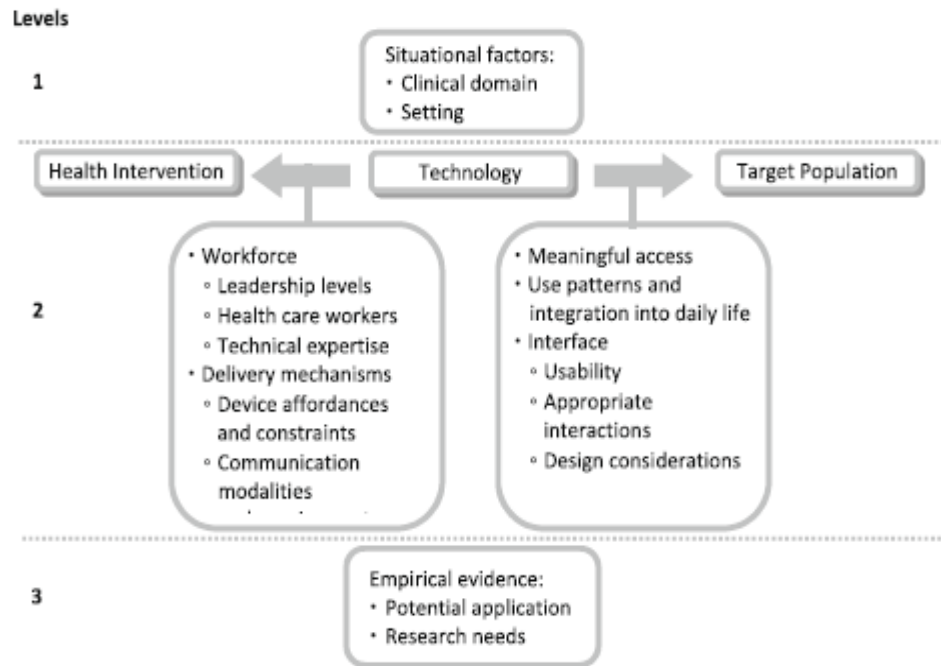 Levels
1
Situational factors:
· Clinical domain
· Setting
Health Intervention
Technology
Target Population
2
· Workforce
◦ Leadership levels
◦ Health care workers
◦ Technical expertise
· Delivery mechanisms
◦ Device affordances
and constraints
◦ Communication
modalities
· Meaningful access
· Use patterns and
integration into daily life
· Interface
◦ Usability
◦ Appropriate
interactions
◦ Design considerations
3
Empirical evidence:
· Potential application
· Research needs